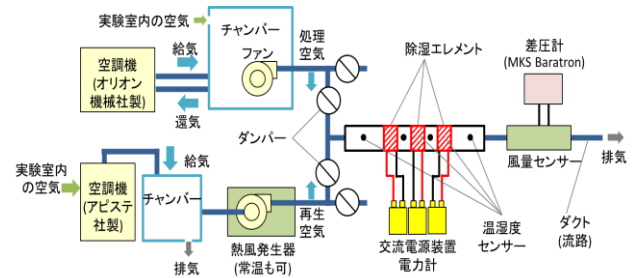 実験室内の空気
チャンバー
ファン
給気
空調機
(オリオン
機械社製)
還気
処理
空気
除湿エレメント
差圧計
(MKS Baratron)
ダンパー
風量センサー
排気
実験室内
の空気
給気
空調機
(アピステ
社製)
チャンバー
排気
再生
空気
熱風発生器
(常温も可)
交流電源装置
電力計
温湿度
センサー
ダクト
(流路)